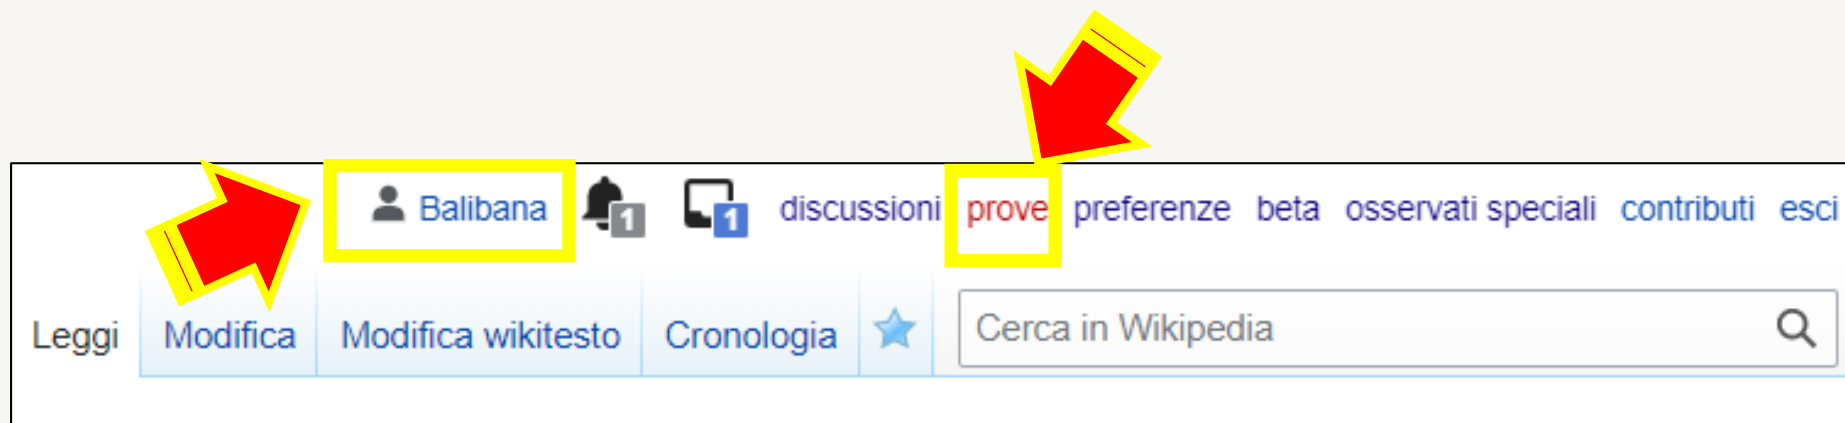 Balibana 1 1 discussioni prove preferenze beta osservati speciali contributi esci
Leggi Modifica Modifica wikitesto Cronologia Cerca in Wikipedia